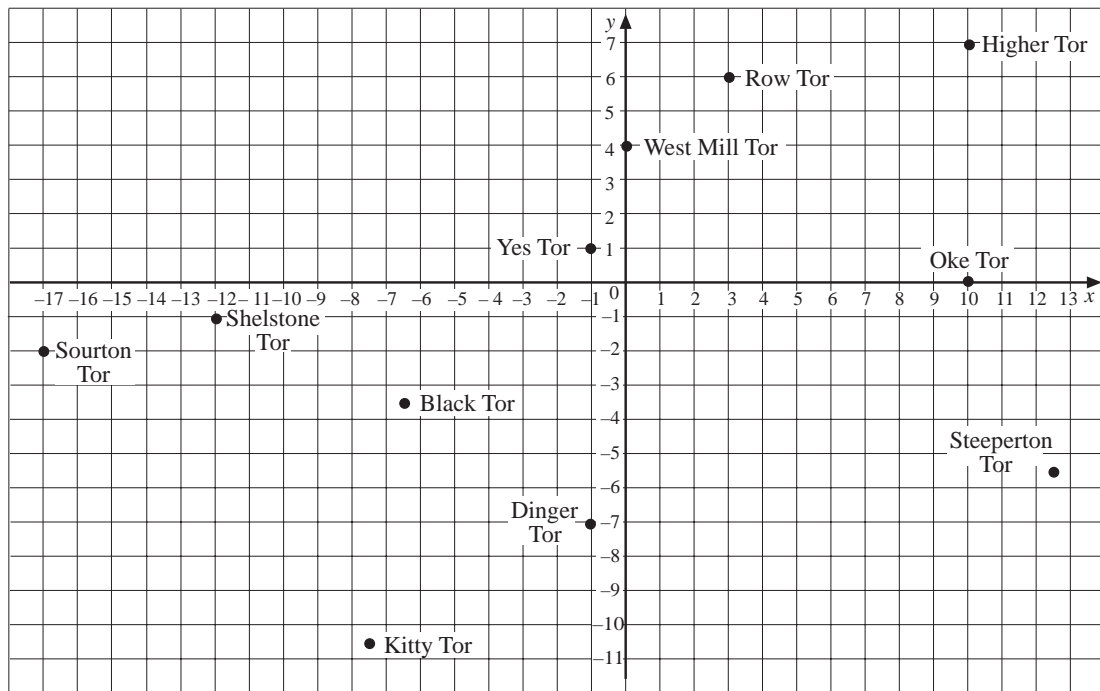 y
7
Higher Tor
6
Row Tor
5
4
West Mill Tor
3
2
Yes Tor
1
Oke Tor
–17 –16 –15 –14 –13 –12 –11 –10 –9 –8 –7 –6 –5 –4 –3 –2 –1 0 1 2 3 4 5 6 7 8 9 10 11 12 13 x
–1
Shelstone
Tor
–2
Sourton
Tor
–3
Black Tor
–4
–5
Steeperton
Tor
–6
Dinger
Tor
–7
–8
–9
–10
Kitty Tor
–11